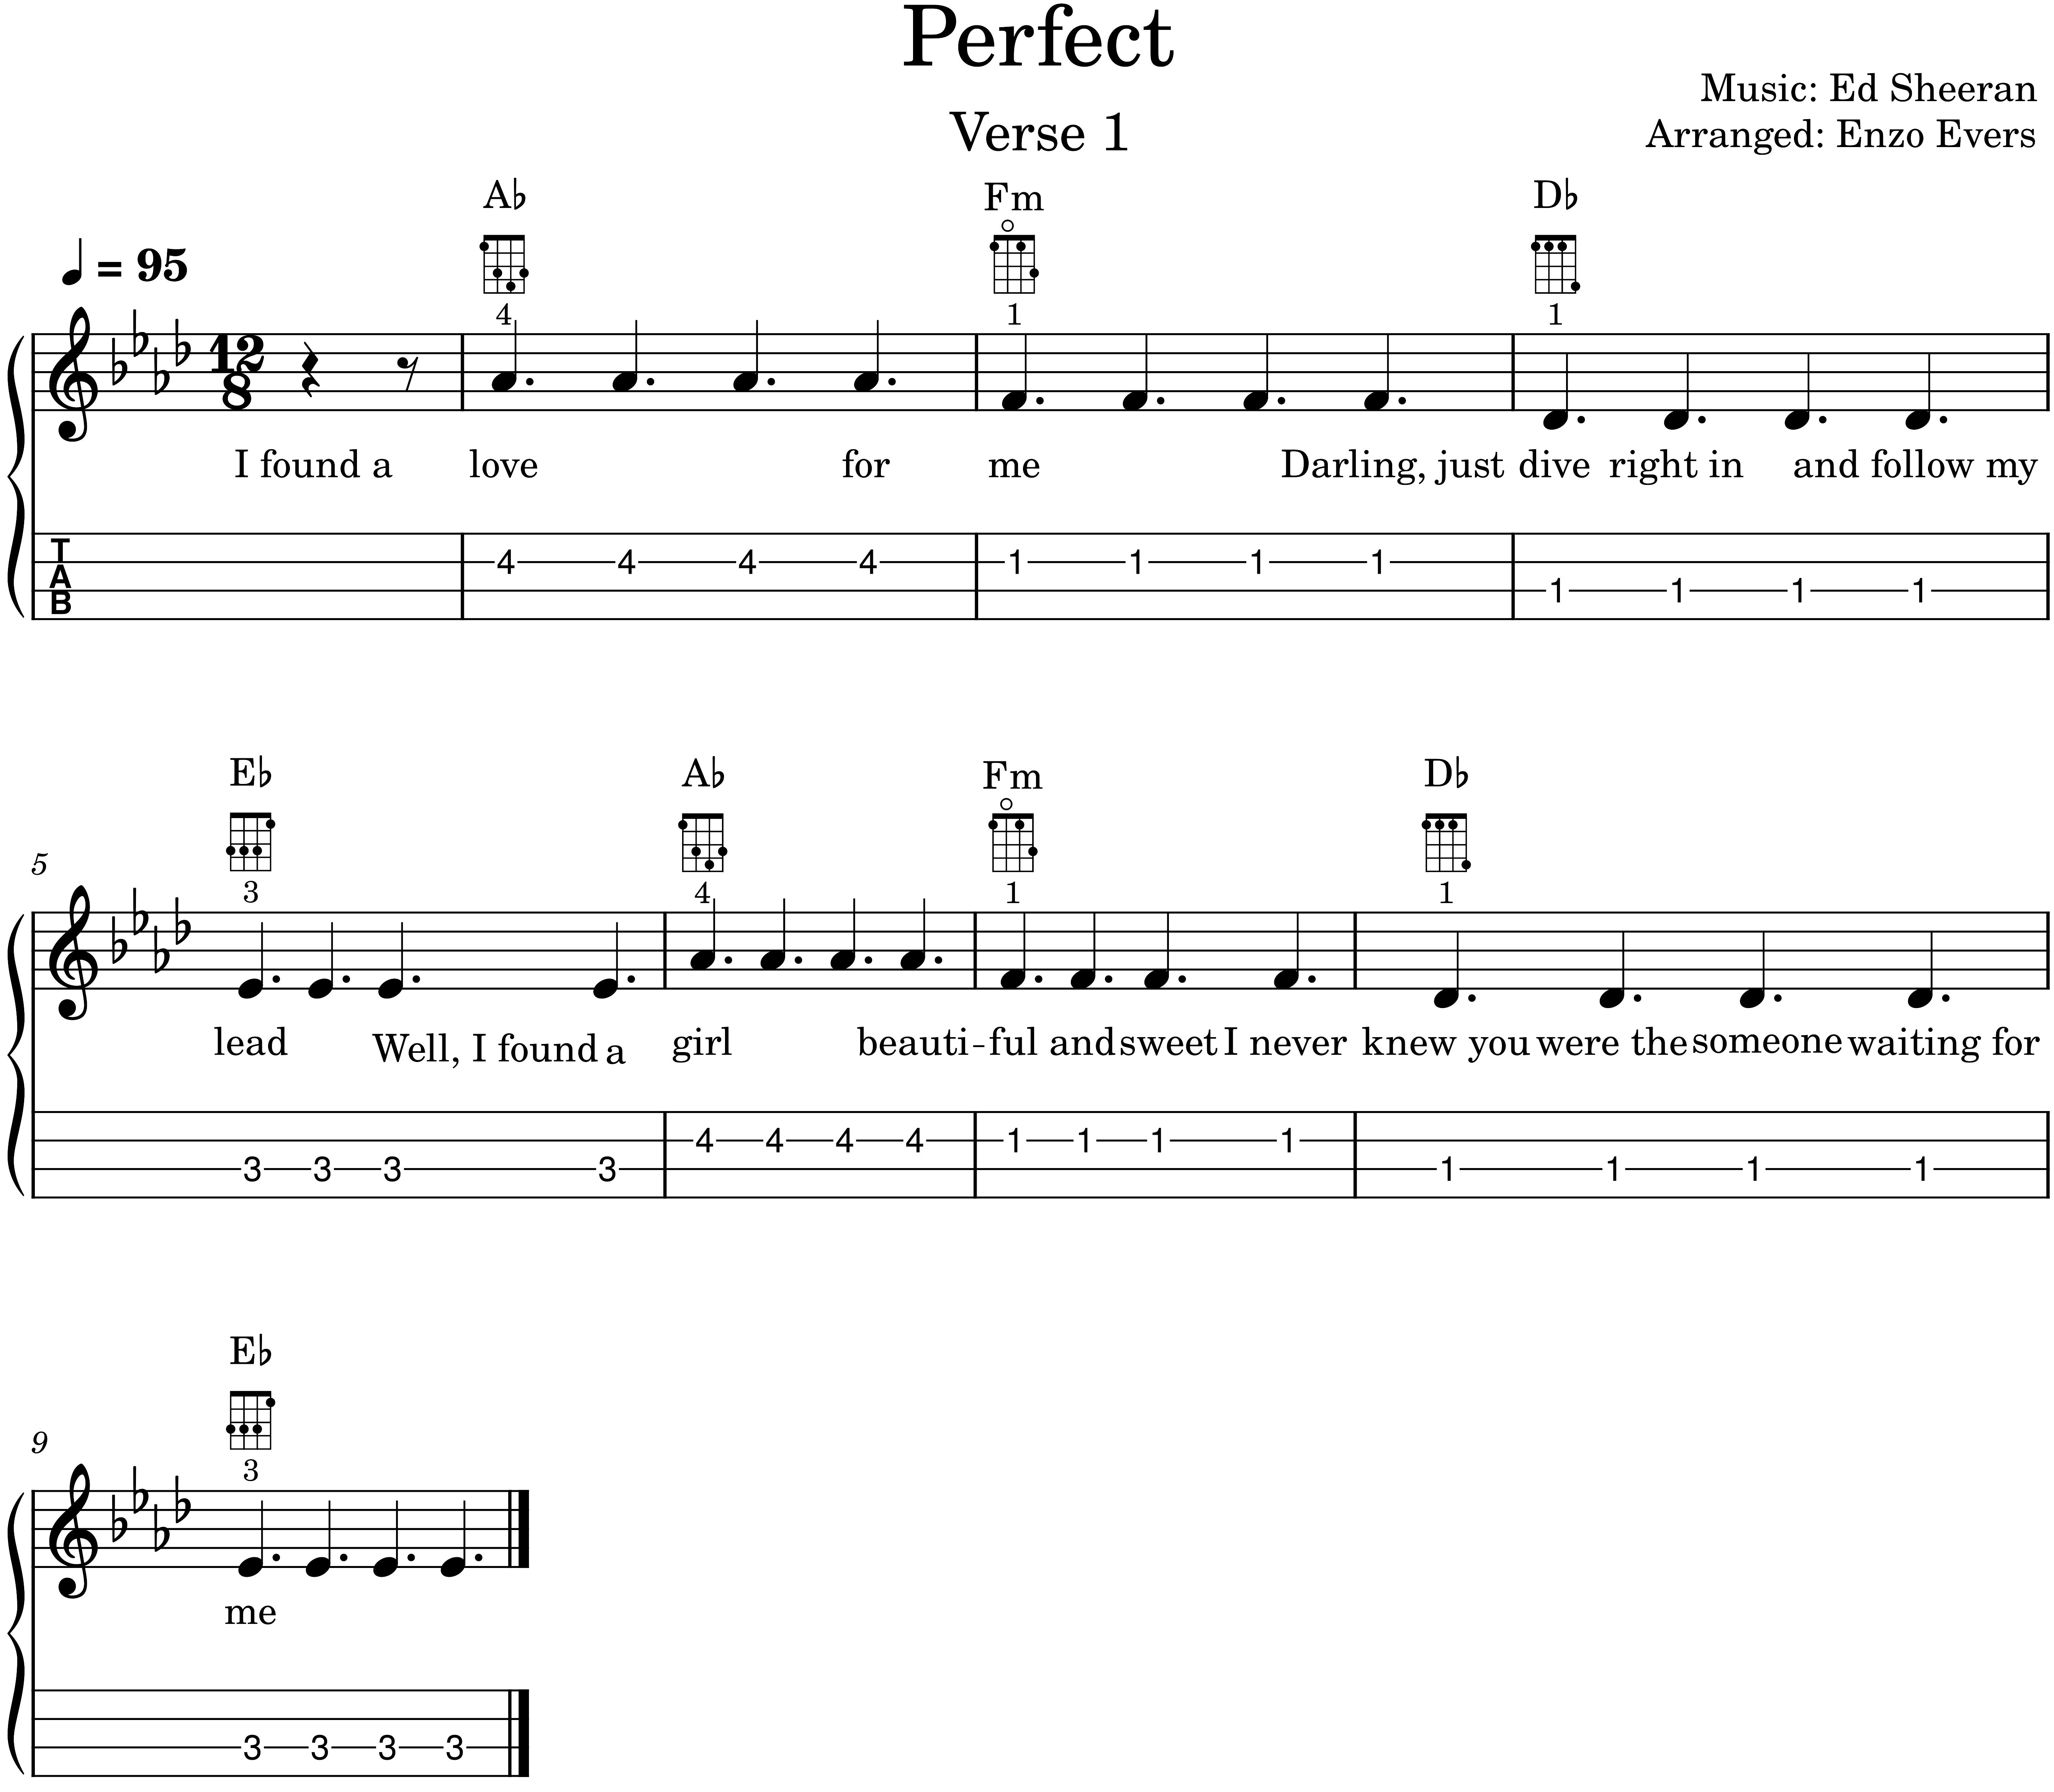 Perfect
Verse 1
Music: Ed Sheeran
Arranged: Enzo Evers
A♭ Fm D♭
♩ = 95
4 1 1
12
8
I found a love for me Darling, just dive right in and follow my
T
A
B
4 4 4 4 1 1 1 1
1 1 1 1
E♭ A♭ Fm D♭
5
3 4 1 1
lead Well, I found a girl beauti-ful and sweet I never knew you were the someone waiting for
4 4 4 4 1 1 1 1
3 3 3 3 1 1 1 1
E♭
9
3
me
3 3 3 3